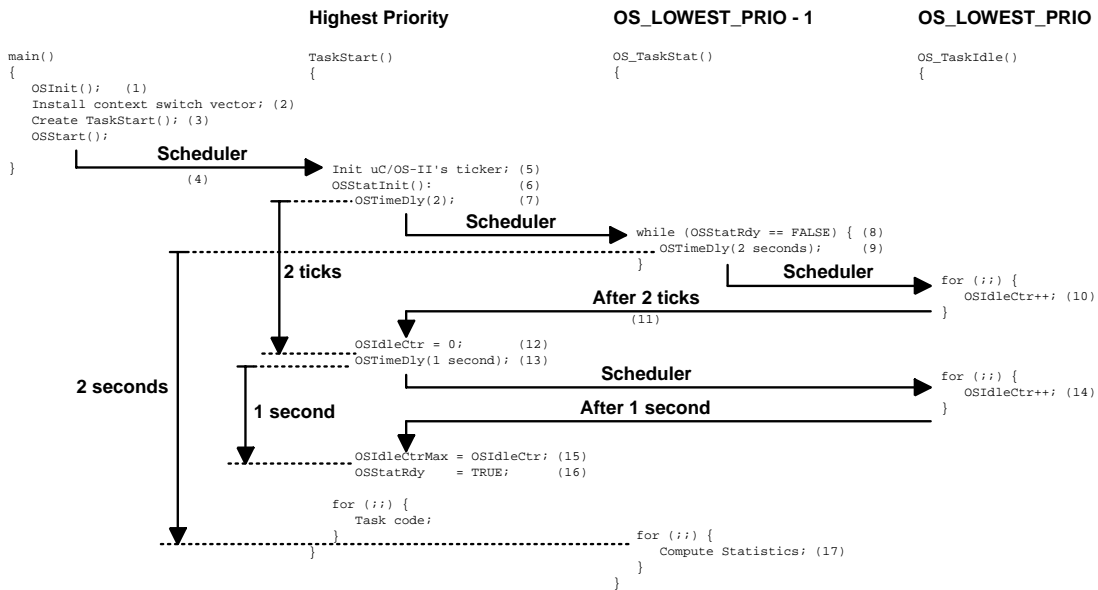 Highest Priority
OS_LOWEST_PRIO - 1
OS_LOWEST_PRIO
main()
{
OSInit(); (1)
Install context switch vector; (2)
Create TaskStart(); (3)
OSStart();
}
TaskStart()
{
OS_TaskStat()
{
OS_TaskIdle()
{
Scheduler
(4)
Init uC/OS-II's ticker; (5)
OSStatInit(): (6)
OSTimeDly(2); (7)
Scheduler
while (OSStatRdy == FALSE) { (8)
OSTimeDly(2 seconds); (9)
}
2 ticks
Scheduler
for (;;) {
OSIdleCtr++; (10)
}
After 2 ticks
(11)
OSIdleCtr = 0; (12)
OSTimeDly(1 second); (13)
2 seconds
Scheduler
for (;;) {
OSIdleCtr++; (14)
}
1 second
After 1 second
OSIdleCtrMax = OSIdleCtr; (15)
OSStatRdy = TRUE; (16)
for (;;) {
Task code;
}
}
for (;;) {
Compute Statistics; (17)
}
}